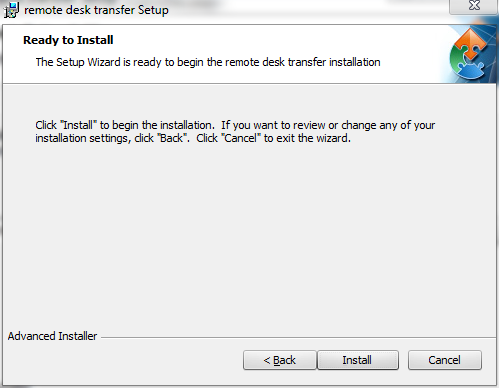 remote desk transfer Setup
Ready to Install
The Setup Wizard is ready to begin the remote desk transfer installation
Click "Install" to begin the installation.  If you want to review or change any of your
installation settings, click "Back".  Click "Cancel" to exit the wizard.
Advanced Installer
< Back
Install
Cancel